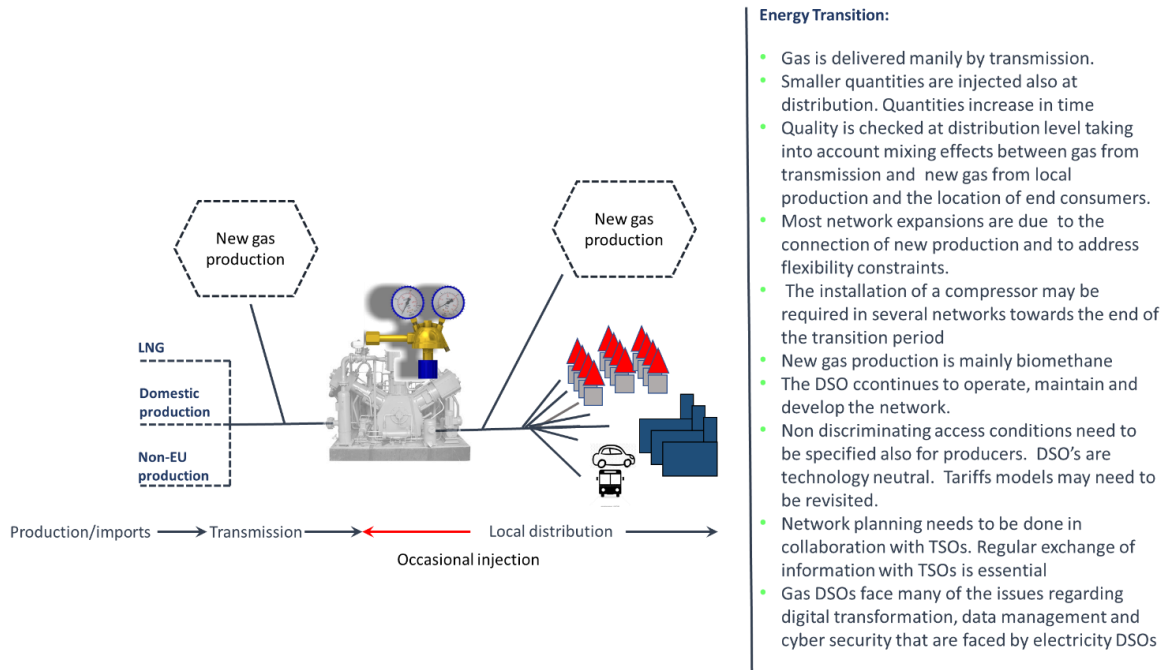 New gas
production
New gas
production
LNG
Domestic
production
Non-EU
production
Production/imports
Transmission
Local distribution
Occasional injection
Energy Transition:
• Gas is delivered manily by transmission.
• Smaller quantities are injected also at
distribution. Quantities increase in time
• Quality is checked at distribution level taking
into account mixing effects between gas from
transmission and new gas from local
production and the location of end consumers.
• Most network expansions are due to the
connection of new production and to address
flexibility constraints.
• The installation of a compressor may be
required in several networks towards the end of
the transition period
• New gas production is mainly biomethane
• The DSO ccontinues to operate, maintain and
develop the network.
• Non discriminating access conditions need to
be specified also for producers. DSO's are
technology neutral. Tariffs models may need to
be revisited.
• Network planning needs to be done in
collaboration with TSOs. Regular exchange of
information with TSOs is essential
• Gas DSOs face many of the issues regarding
digital transformation, data management and
cyber security that are faced by electricity DSOs